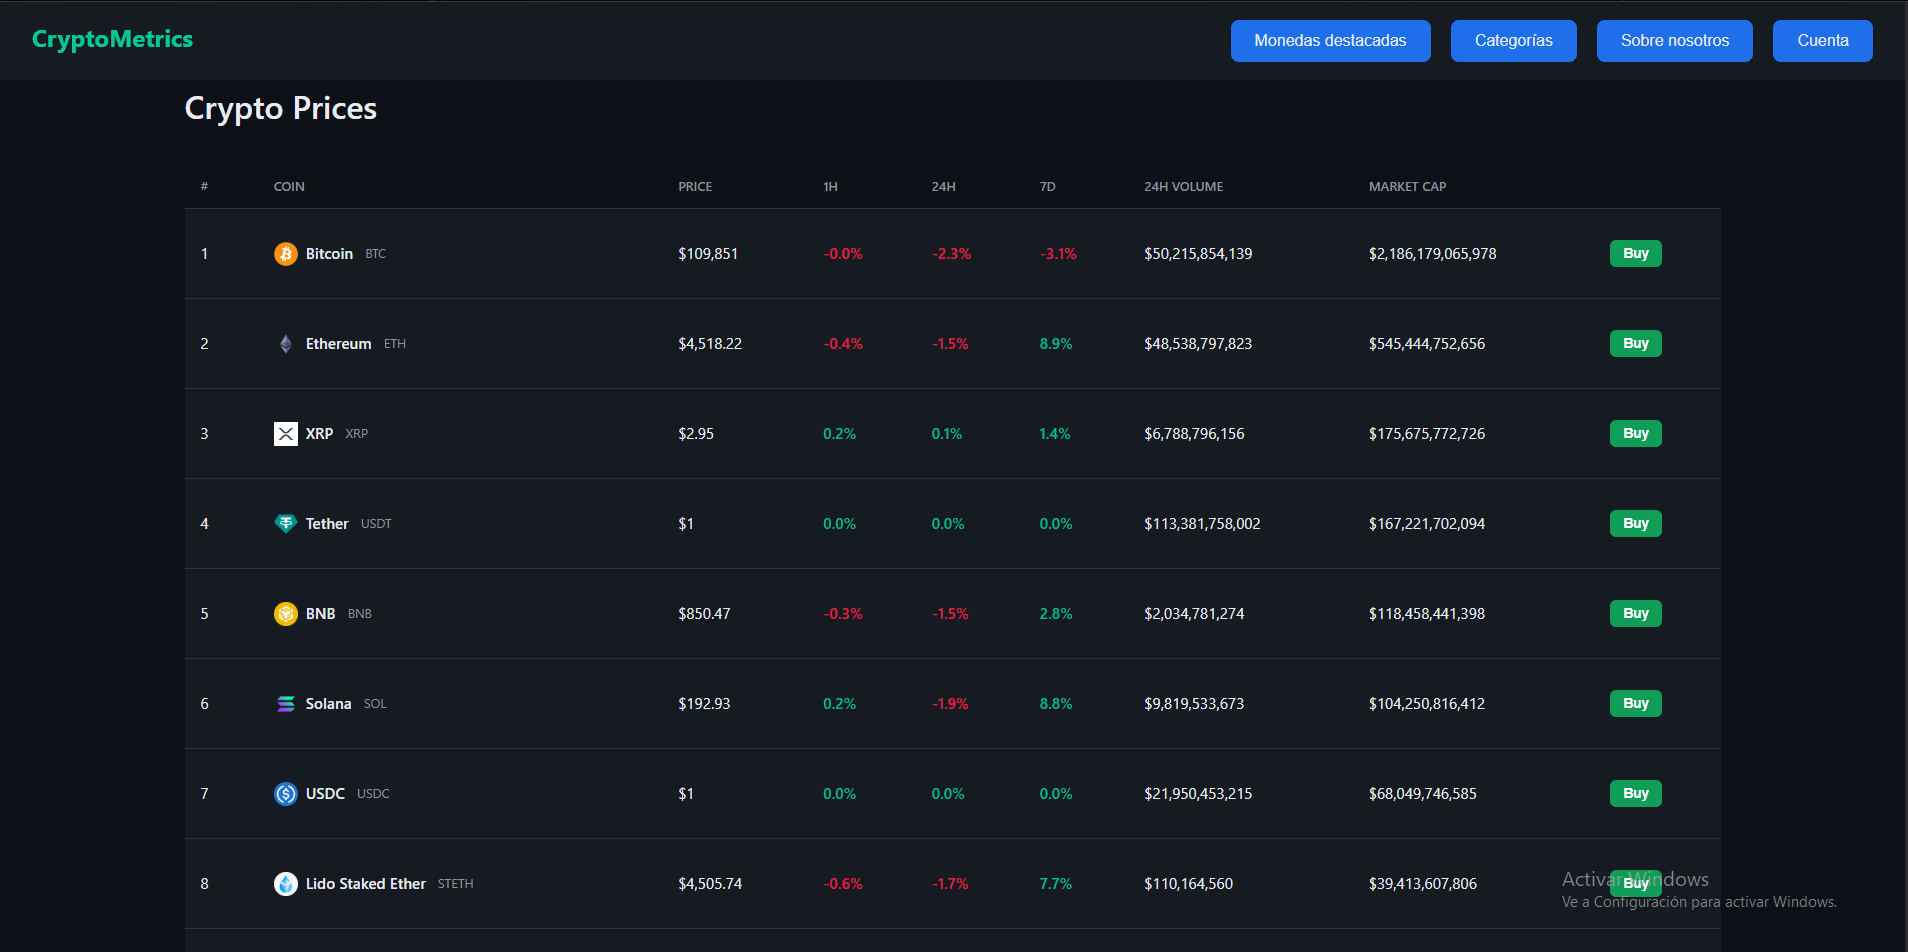 CryptoMetrics Monedas destacadas Categorías Sobre nosotros Cuenta
Crypto Prices
# COIN PRICE 1H 24H 7D 24H VOLUME MARKET CAP
1 Bitcoin BTC $109,851 -0.0% -2.3% -3.1% $50,215,854,139 $2,186,179,065,978 Buy
2 Ethereum ETH $4,518.22 -0.4% -1.5% 8.9% $48,538,797,823 $545,444,752,656 Buy
3 XRP XRP $2.95 0.2% 0.1% 1.4% $6,788,796,156 $175,675,772,726 Buy
4 Tether USDT $1 0.0% 0.0% 0.0% $113,381,758,002 $167,221,702,094 Buy
5 BNB BNB $850.47 -0.3% -1.5% 2.8% $2,034,781,274 $118,458,441,398 Buy
6 Solana SOL $192.93 0.2% -1.9% 8.8% $9,819,533,673 $104,250,816,412 Buy
7 USDC USDC $1 0.0% 0.0% 0.0% $21,950,453,215 $68,049,746,585 Buy
8 Lido Staked Ether STETH $4,505.74 -0.6% -1.7% 7.7% $110,164,560 $39,413,607,806 Buy
Activar Windows
Ve a Configuración para activar Windows.